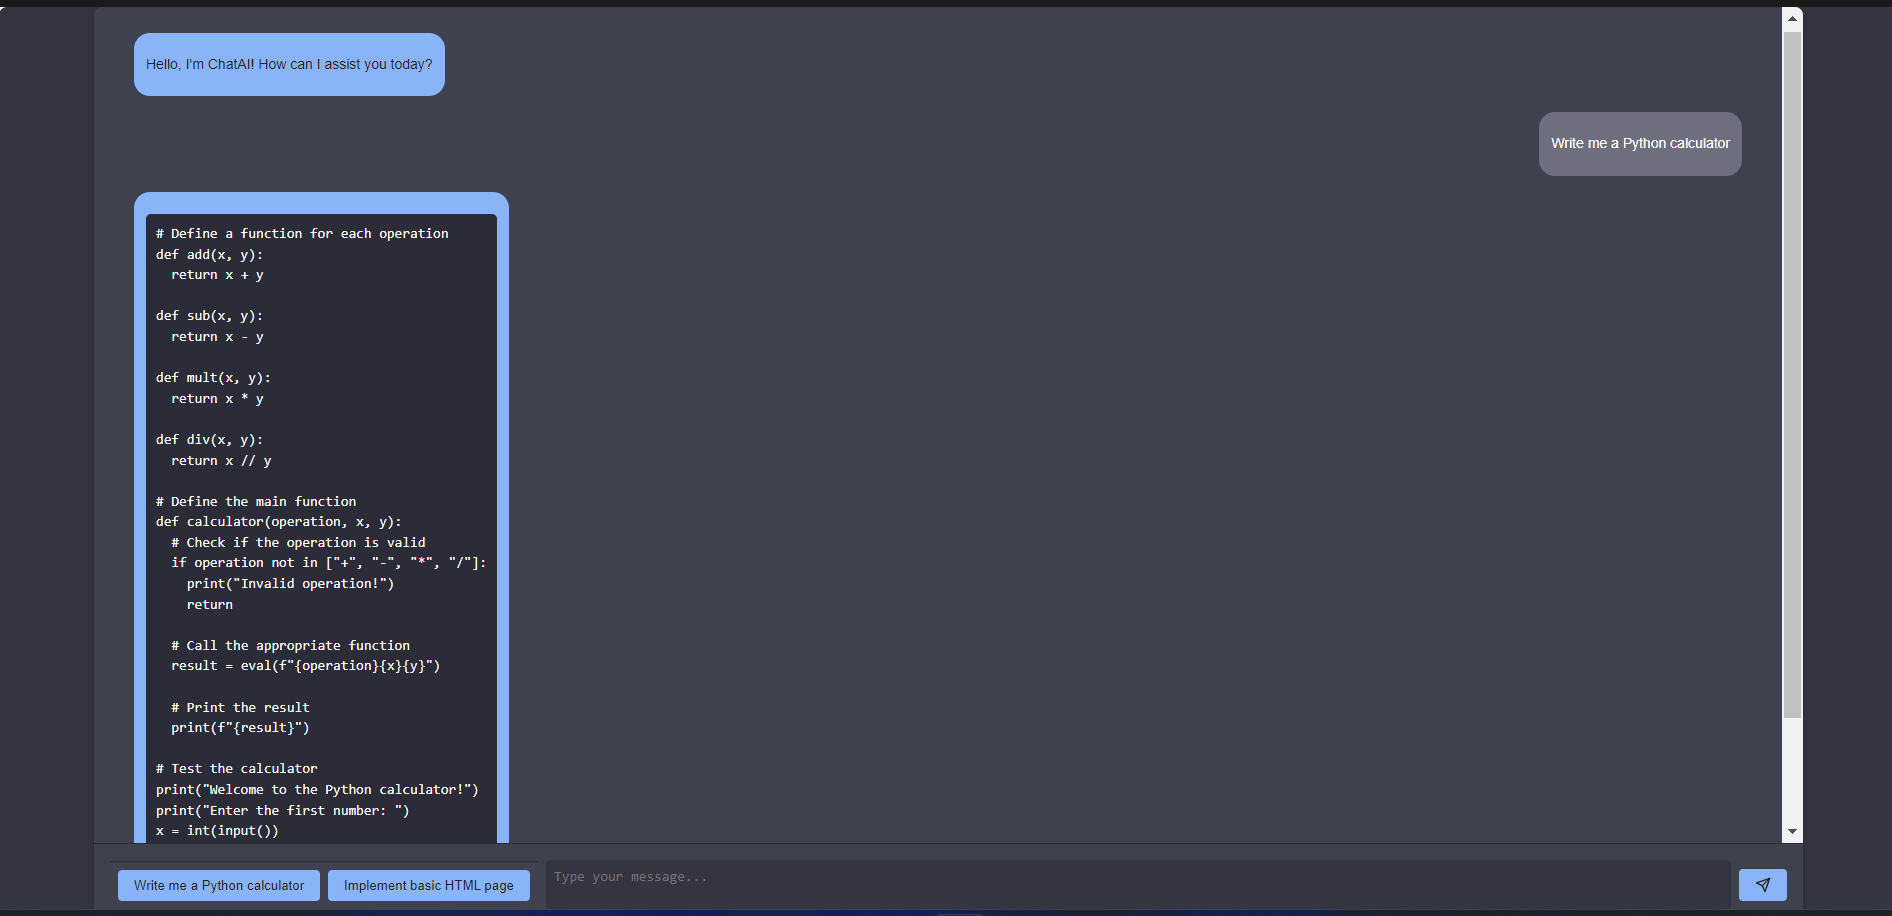 Hello, I'm ChatAI! How can I assist you today?
Write me a Python calculator
# Define a function for each operation
def add(x, y):
  return x + y

def sub(x, y):
  return x - y

def mult(x, y):
  return x * y

def div(x, y):
  return x // y

# Define the main function
def calculator(operation, x, y):
  # Check if the operation is valid
  if operation not in ["+", "-", "*", "/"]:
    print("Invalid operation!")
    return

  # Call the appropriate function
  result = eval(f"{operation}{x}{y}")

  # Print the result
  print(f"{result}")

# Test the calculator
print("Welcome to the Python calculator!")
print("Enter the first number: ")
x = int(input())
Write me a Python calculator
Implement basic HTML page
Type your message...